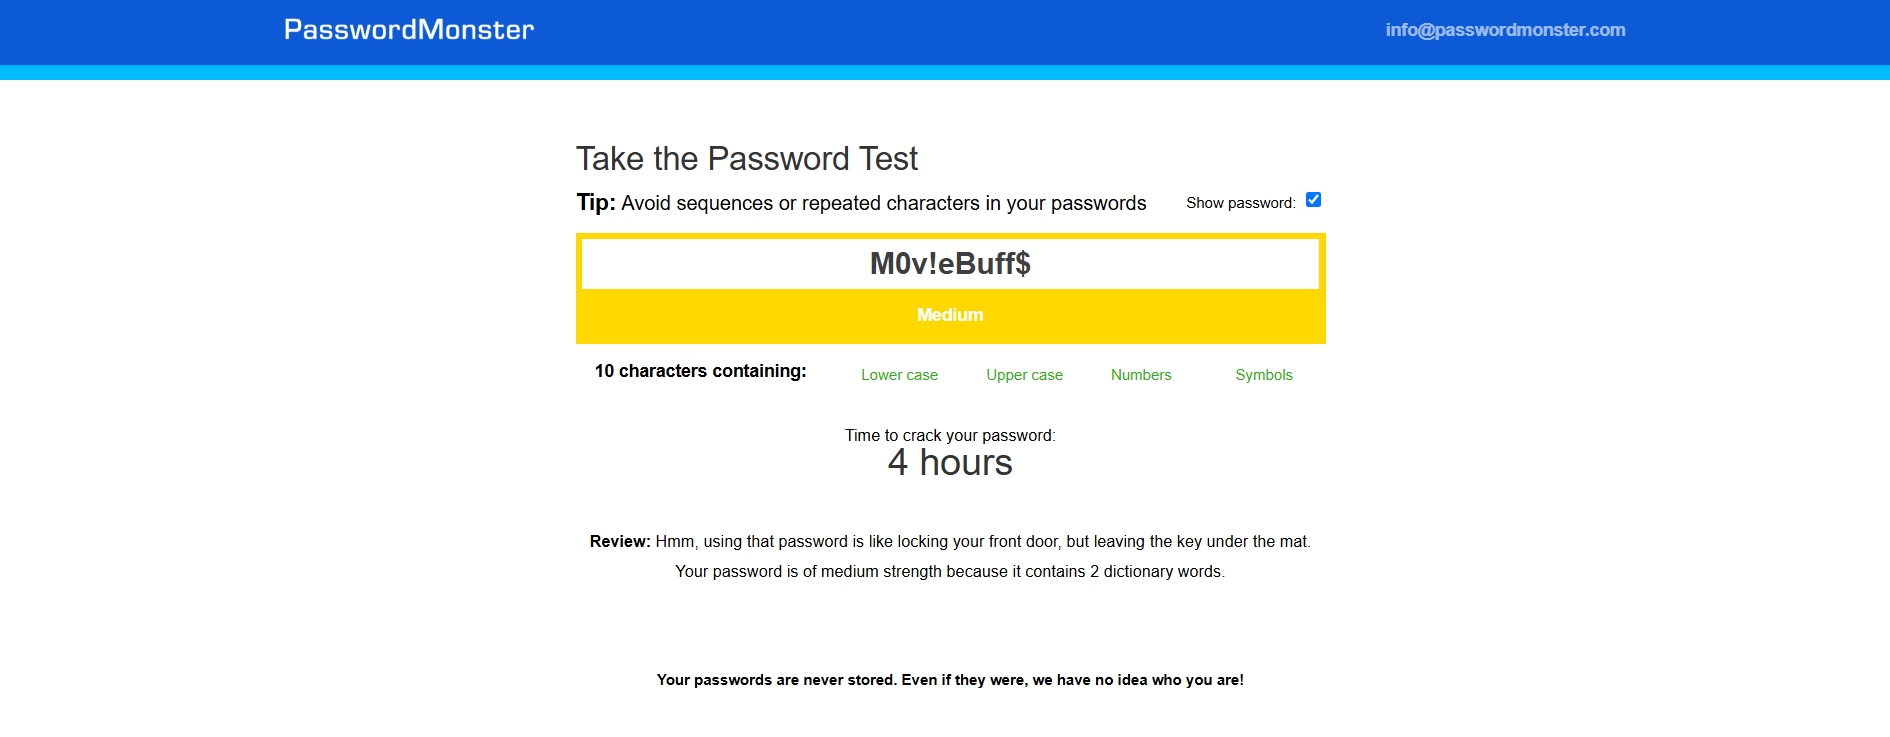 PasswordMonster info@passwordmonster.com
Take the Password Test
Tip: Avoid sequences or repeated characters in your passwords Show password:
M0v!eBuff$
Medium
10 characters containing: Lower case Upper case Numbers Symbols
Time to crack your password:
4 hours
Review: Hmm, using that password is like locking your front door, but leaving the key under the mat.
Your password is of medium strength because it contains 2 dictionary words.
Your passwords are never stored. Even if they were, we have no idea who you are!